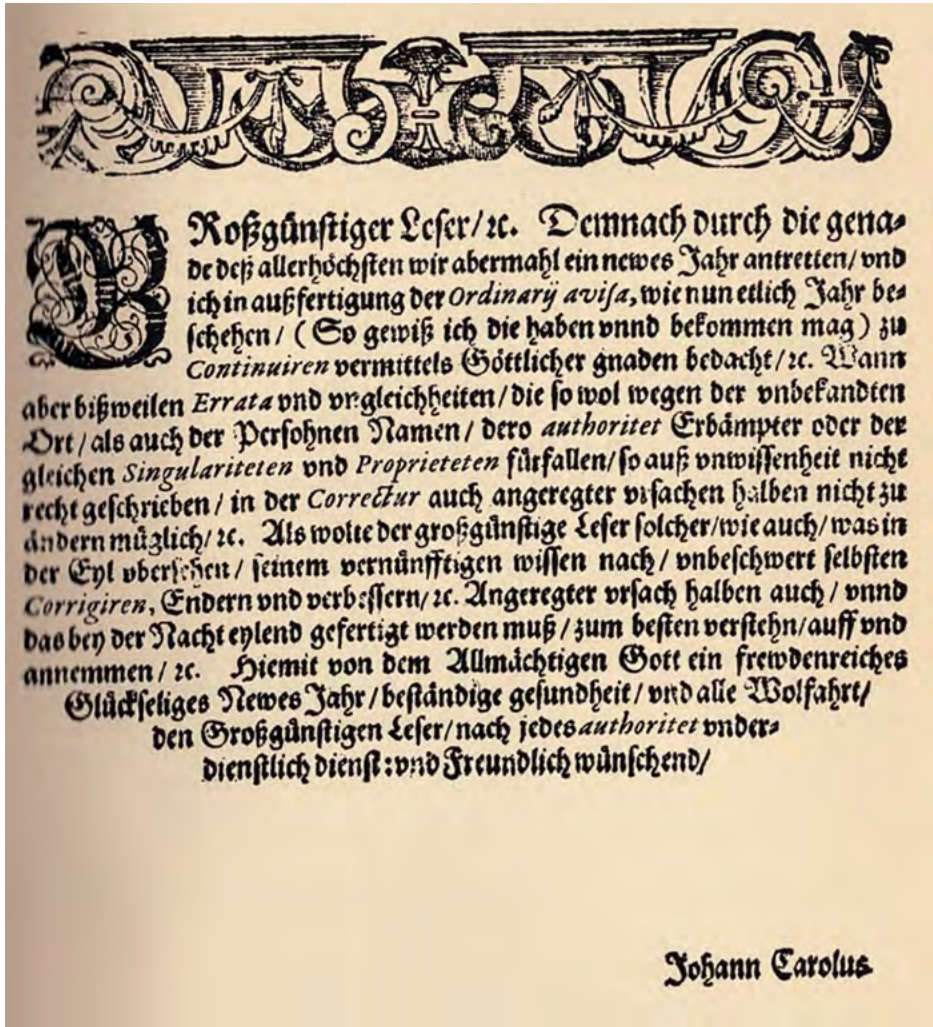 GRoßgünstiger Leser/ ꝛc. Demnach durch die gena⸗
de deß allerhöchsten wir abermahl ein newes Jahr antretten/ vnd
ich in außfertigung der Ordinarÿ avisa, wie nun etlich Jahr be⸗
schehen/ (So gewiß ich die haben vnnd bekommen mag) zu
Continuiren vermittels Göttlicher gnaden bedacht/ ꝛc. Wann
aber bißweilen Errata vnd vngleichheiten/ die so wol wegen der vnbekandten
Ort/ als auch der Persohnen Namen/ dero authoritet Erbämpter oder der
gleichen Singulariteten vnd Proprieteten fürfallen/ so auß vnwissenheit nicht
recht geschrieben/ in der Correctur auch angeregter vrsachen halben nicht zu
ändern müglich/ ꝛc. Als wolte der großgünstige Leser solcher/ wie auch/ was in
der Eyl vbersehen/ seinem vernünfftigen wissen nach/ vnbeschwert selbsten
Corrigiren, Endern vnd verbessern/ ꝛc. Angeregter vrsach halben auch/ vnnd
das bey der Nacht eylend gefertigt werden muß/ zum besten verstehn/ auff vnd
annemmen/ ꝛc. Hiemit von dem Allmächtigen Gott ein frewdenreiches
Glückseliges Newes Jahr/ beständige gesundheit/ vnd alle Wolfahrt/
den Großgünstigen Leser/ nach jedes authoritet vnder⸗
dienstlich dienst: vnd Freundlich wünschend/
Johann Carolus